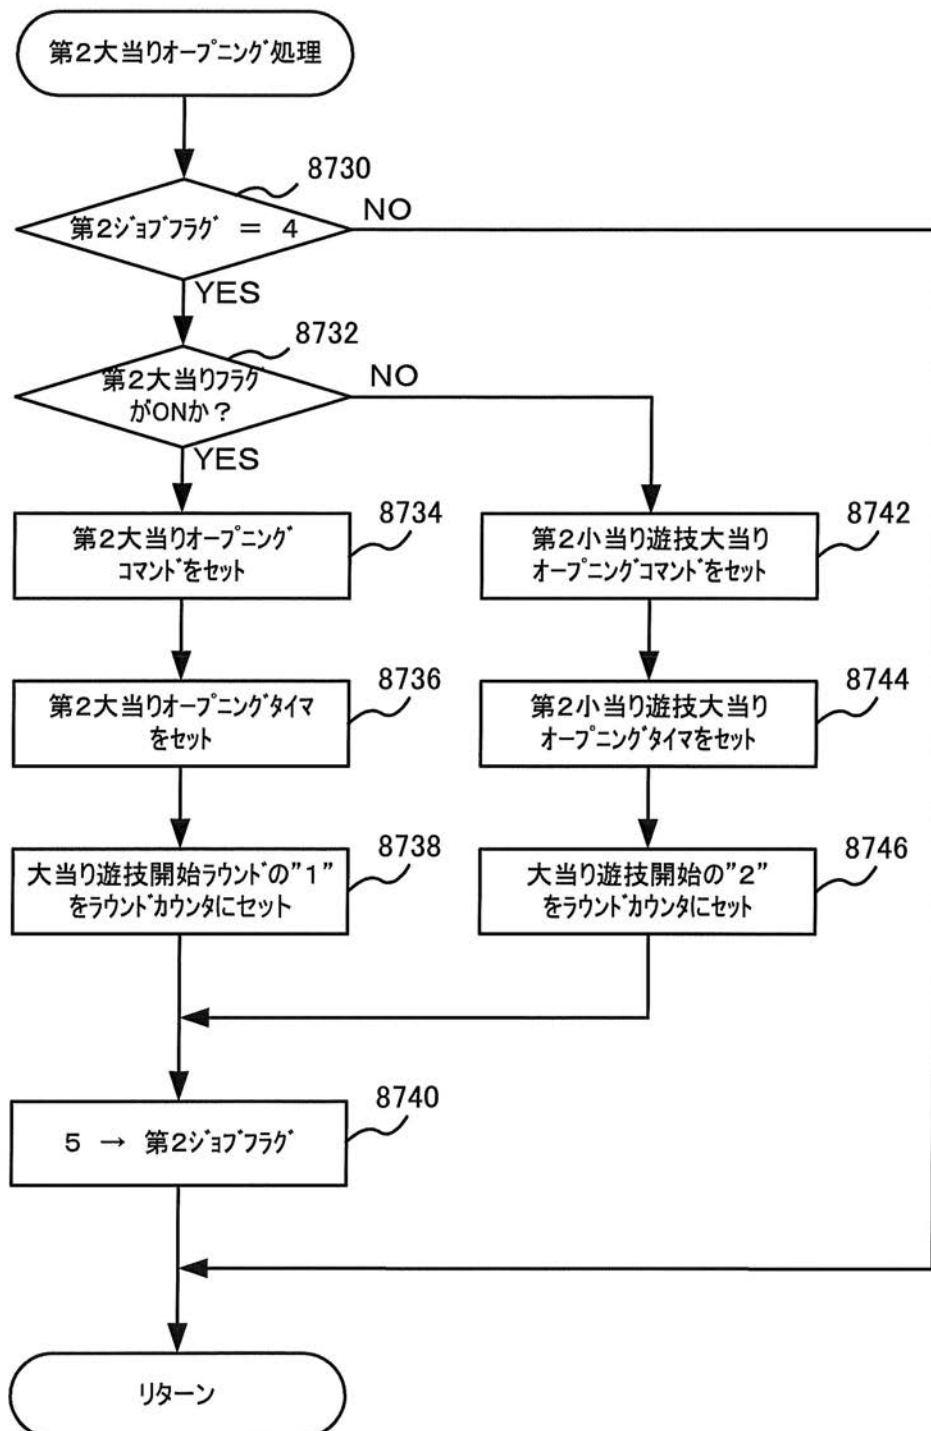 第2大当りオープニング処理
8730
第2ジョブフラグ = 4
NO
YES
8732
第2大当りフラグ
がONか?
NO
YES
8734
第2大当りオープニング
コマンドをセット
8742
第2小当り遊技大当り
オープニングコマンドをセット
8736
第2大当りオープニングタイマ
をセット
8744
第2小当り遊技大当り
オープニングタイマをセット
8738
大当り遊技開始ラウンドの”1”
をラウンドカウンタにセット
8746
大当り遊技開始の”2”
をラウンドカウンタにセット
8740
5 → 第2ジョブフラグ
リターン